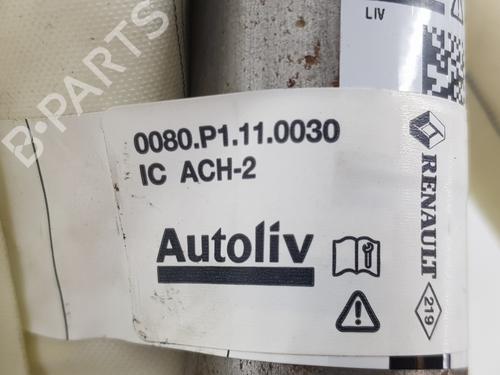 LIV
B-PARTS
0080.P1.11.0030
IC ACH-2
Autoliv
RENAULT
219